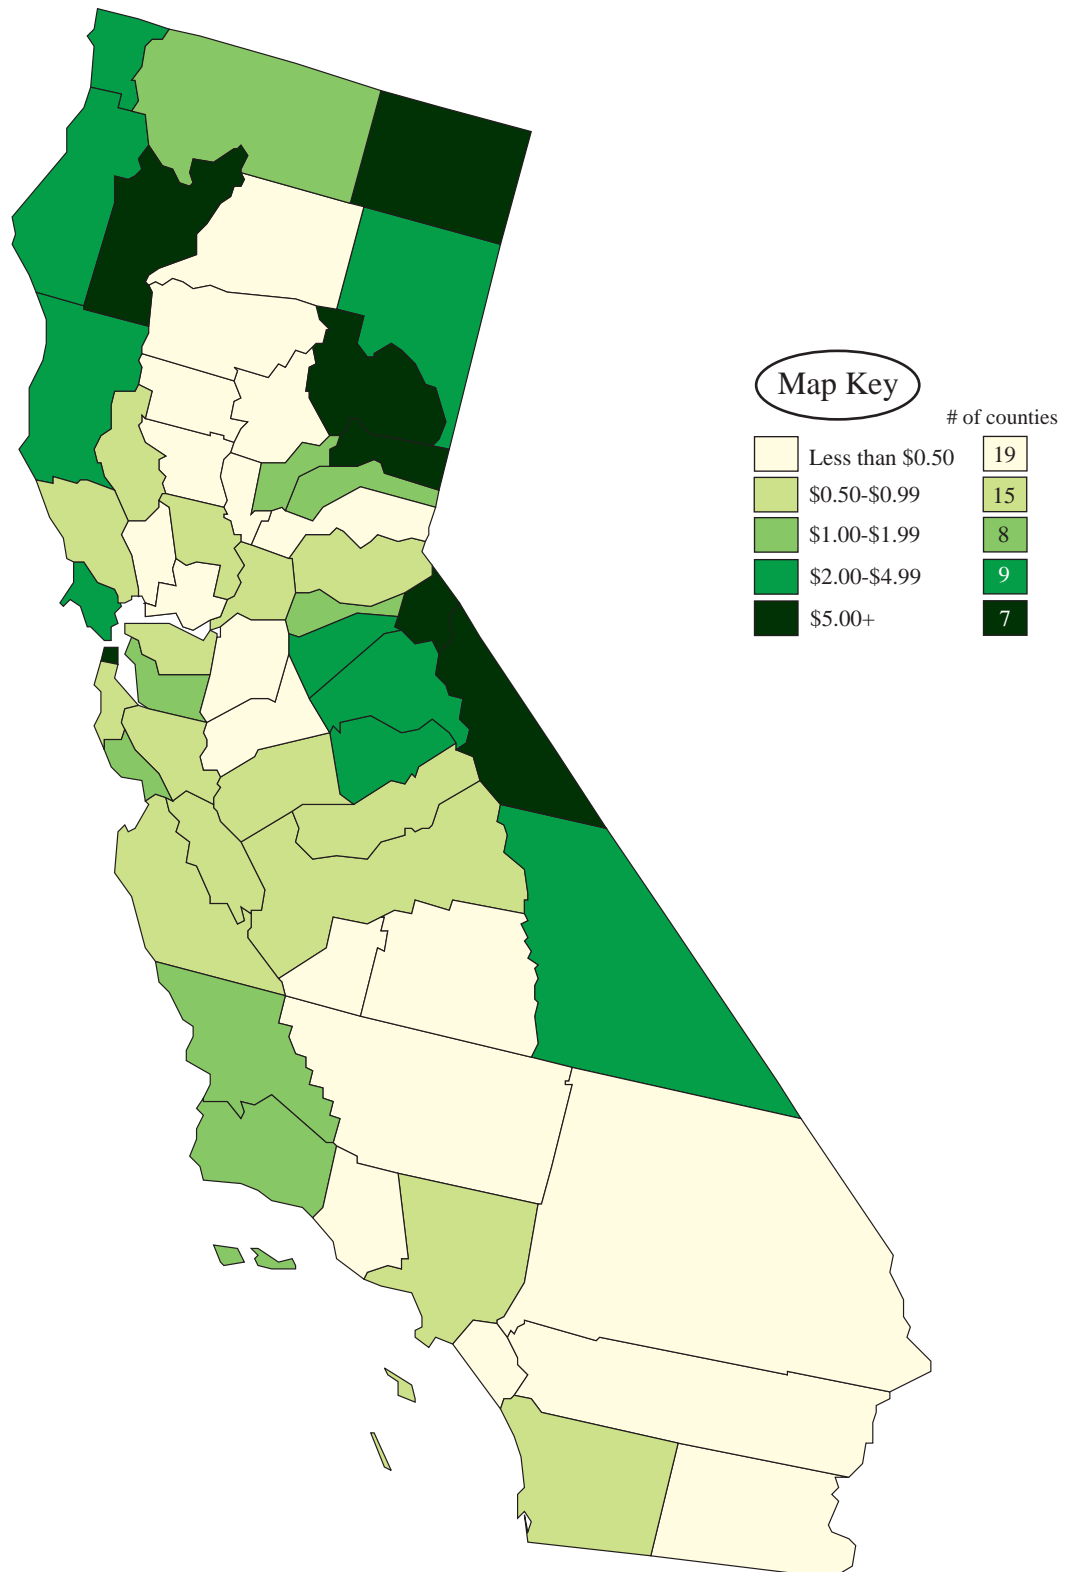 Map Key
# of counties
Less than $0.50 19
$0.50-$0.99 15
$1.00-$1.99 8
$2.00-$4.99 9
$5.00+ 7